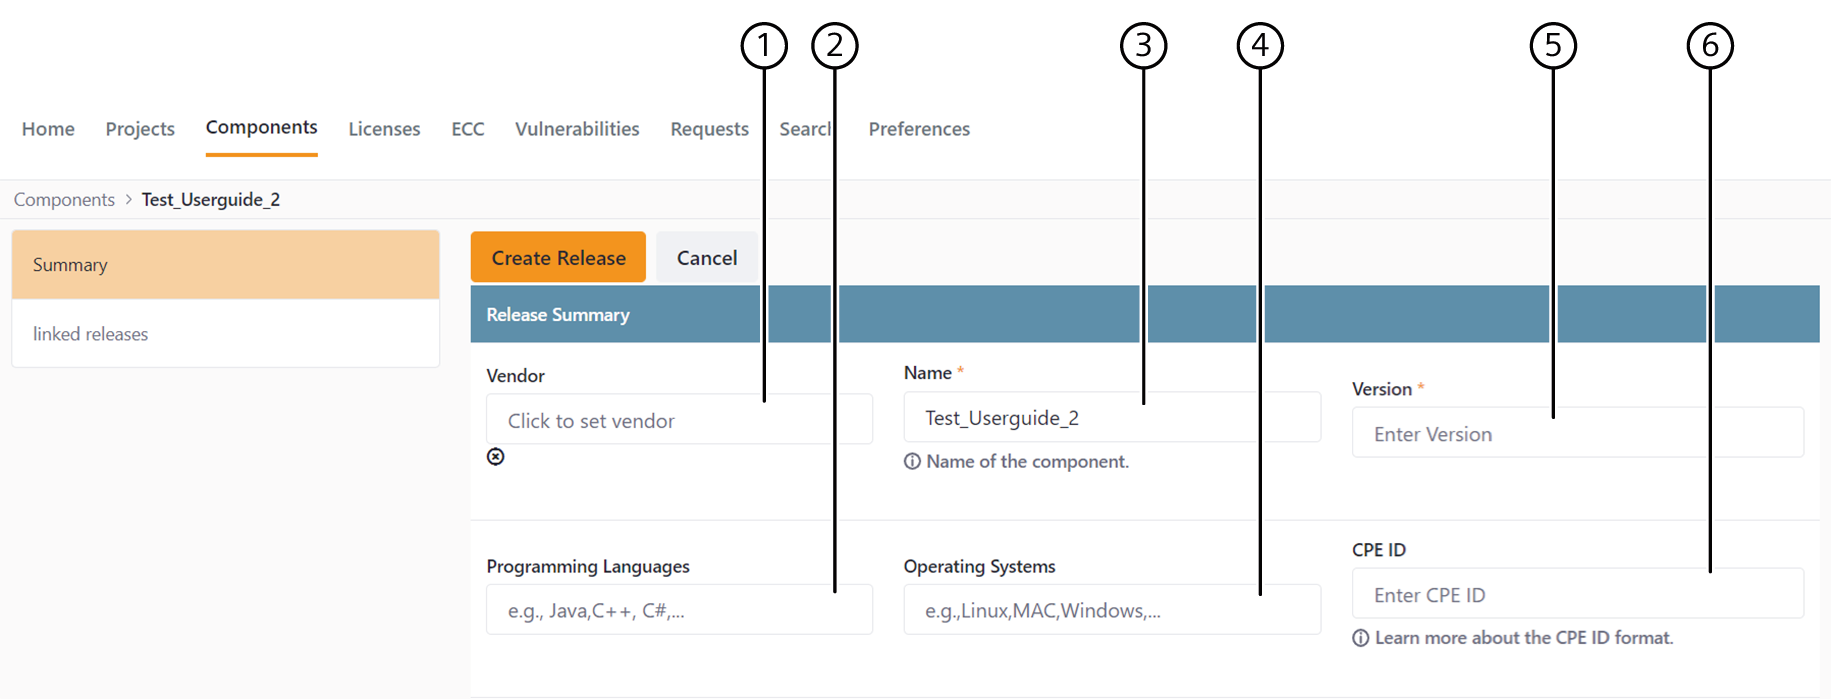 1 2 3 4 5 6
Home Projects Components Licenses ECC Vulnerabilities Requests Search Preferences
Components > Test_Userguide_2
Summary
linked releases
Create Release Cancel
Release Summary
Vendor
Click to set vendor
Name *
Test_Userguide_2
Name of the component.
Version *
Enter Version
Programming Languages
e.g., Java,C++, C#,...
Operating Systems
e.g.,Linux,MAC,Windows,...
CPE ID
Enter CPE ID
Learn more about the CPE ID format.